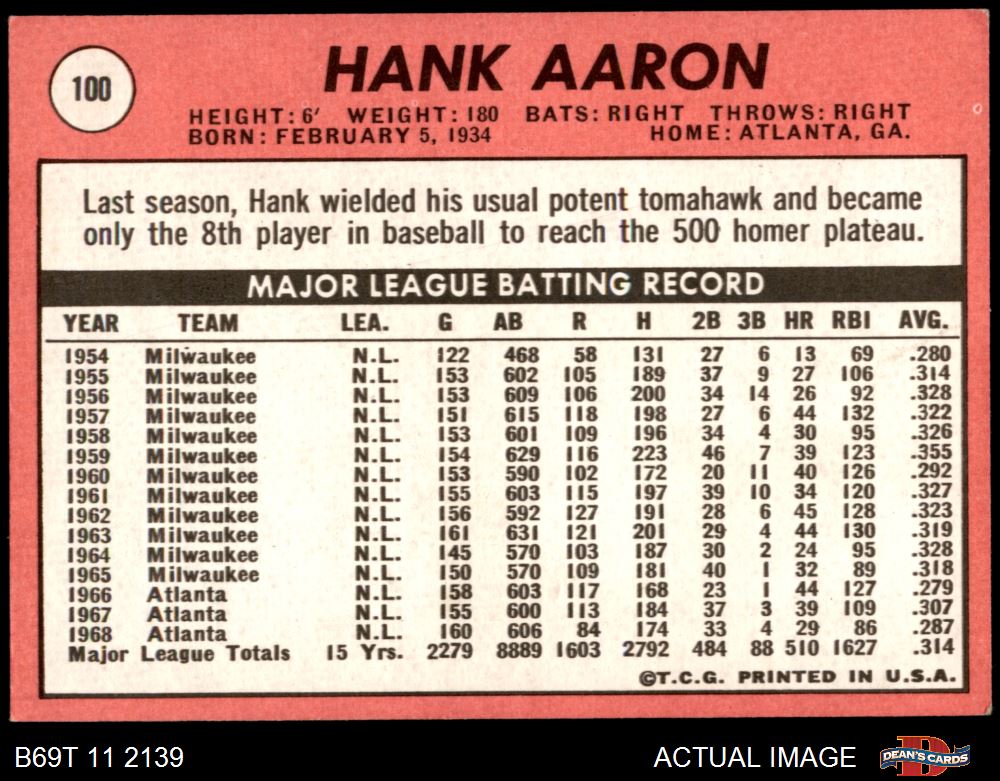 100
HANK AARON
HEIGHT: 6' WEIGHT: 180 BATS: RIGHT THROWS: RIGHT
BORN: FEBRUARY 5, 1934 HOME: ATLANTA, GA.
Last season, Hank wielded his usual potent tomahawk and became
only the 8th player in baseball to reach the 500 homer plateau.
MAJOR LEAGUE BATTING RECORD
YEAR TEAM LEA. G AB R H 2B 3B HR RBI AVG.
1954 Milwaukee N.L. 122 468 58 131 27 6 13 69 .280
1955 Milwaukee N.L. 153 602 105 189 37 9 27 106 .314
1956 Milwaukee N.L. 153 609 106 200 34 14 26 92 .328
1957 Milwaukee N.L. 151 615 118 198 27 6 44 132 .322
1958 Milwaukee N.L. 153 601 109 196 34 4 30 95 .326
1959 Milwaukee N.L. 154 629 116 223 46 7 39 123 .355
1960 Milwaukee N.L. 153 590 102 172 20 11 40 126 .292
1961 Milwaukee N.L. 155 603 115 197 39 10 34 120 .327
1962 Milwaukee N.L. 156 592 127 191 28 6 45 128 .323
1963 Milwaukee N.L. 161 631 121 201 29 4 44 130 .319
1964 Milwaukee N.L. 145 570 103 187 30 2 24 95 .328
1965 Milwaukee N.L. 150 570 109 181 40 1 32 89 .318
1966 Atlanta N.L. 158 603 117 168 23 1 44 127 .279
1967 Atlanta N.L. 155 600 113 184 37 3 39 109 .307
1968 Atlanta N.L. 160 606 84 174 33 4 29 86 .287
Major League Totals 15 Yrs. 2279 8889 1603 2792 484 88 510 1627 .314
©T.C.G. PRINTED IN U.S.A.
B69T 11 2139 ACTUAL IMAGE DEAN'S CARDS